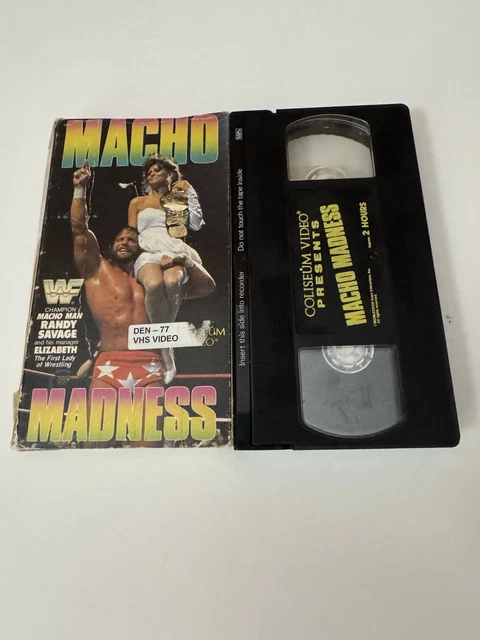 MACHO
WF
CHAMPION
MACHO MAN
RANDY
SAVAGE
and his manager
ELIZABETH
The First Lady
of Wrestling
DEN-77
VHS VIDEO
MADNESS
VHS
Do not touch the tape inside
Insert this side into recorder
COLISEUM VIDEO®
PRESENTS
MACHO MADNESS
Approx. 2 HOURS